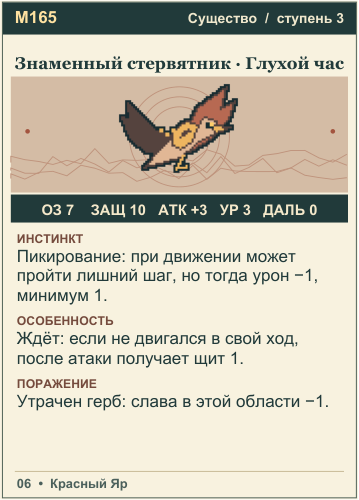 M165
Существо / ступень 3
Знаменный стервятник · Глухой час
ОЗ 7 ЗАЩ 10 АТК +3 УР 3 ДАЛЬ 0
ИНСТИНКТ
Пикирование: при движении может
пройти лишний шаг, но тогда урон −1,
минимум 1.
ОСОБЕННОСТЬ
Ждёт: если не двигался в свой ход,
после атаки получает щит 1.
ПОРАЖЕНИЕ
Утрачен герб: слава в этой области −1.
06 • Красный Яр